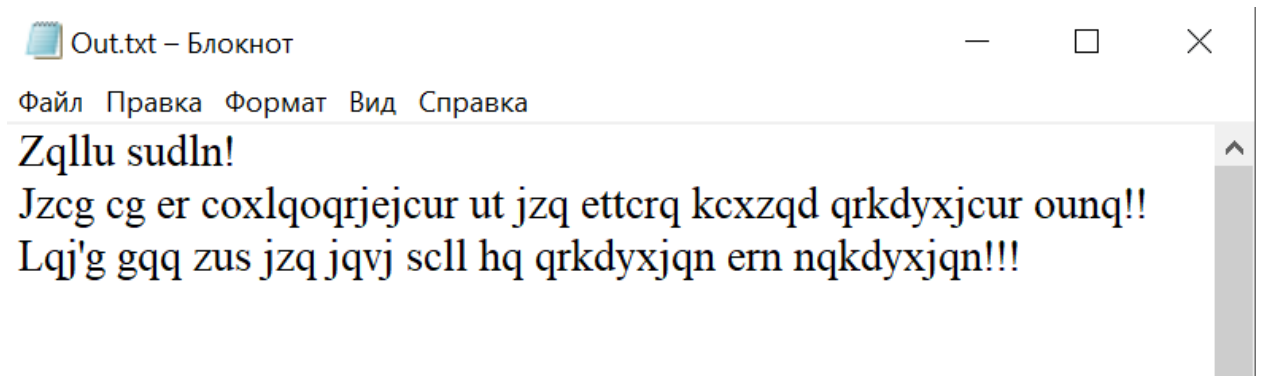 Out.txt – Блокнот
Файл Правка Формат Вид Справка
Zqllu sudln!
Jzcg cg er coxlqoqrjejcur ut jzq ettcrq kcxzqd qrkdyxjcur ounq!!
Lqj'g gqq zus jzq jqvj scll hq qrkdyxjqn ern nqkdyxjqn!!!